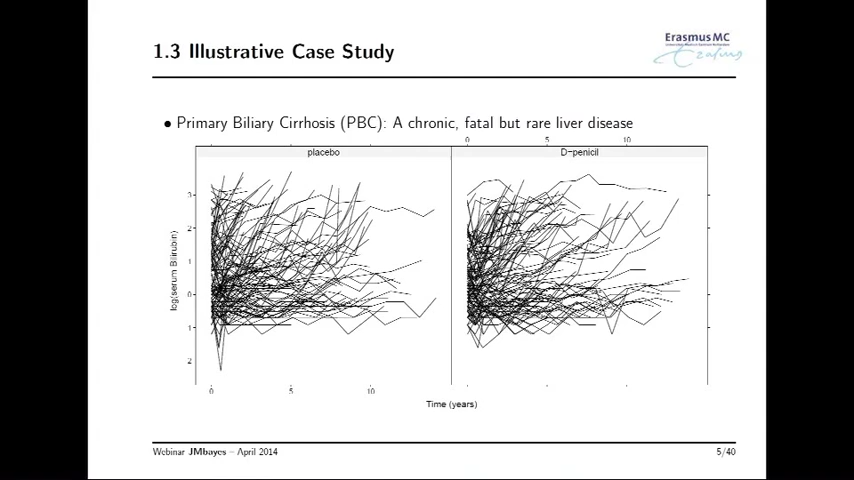 1.3 Illustrative Case Study
Erasmus MC
• Primary Biliary Cirrhosis (PBC): A chronic, fatal but rare liver disease
0 5 10
placebo D-penicil
3
2
1
0
1
2
log(serum Bilirubin)
0 5 10
Time (years)
Webinar JMbayes – April 2014 5/40